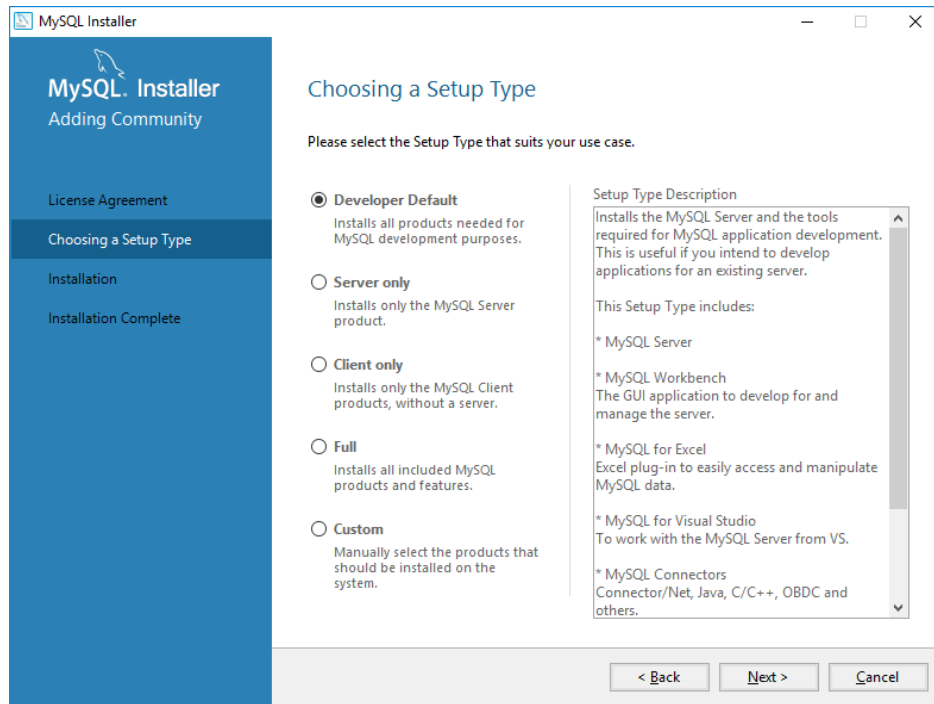 MySQL Installer
MySQL. Installer
Adding Community
License Agreement
Choosing a Setup Type
Installation
Installation Complete
Choosing a Setup Type
Please select the Setup Type that suits your use case.
Developer Default
Installs all products needed for
MySQL development purposes.
Server only
Installs only the MySQL Server
product.
Client only
Installs only the MySQL Client
products, without a server.
Full
Installs all included MySQL
products and features.
Custom
Manually select the products that
should be installed on the
system.
Setup Type Description
Installs the MySQL Server and the tools
required for MySQL application development.
This is useful if you intend to develop
applications for an existing server.
This Setup Type includes:
* MySQL Server
* MySQL Workbench
The GUI application to develop for and
manage the server.
* MySQL for Excel
Excel plug-in to easily access and manipulate
MySQL data.
* MySQL for Visual Studio
To work with the MySQL Server from VS.
* MySQL Connectors
Connector/Net, Java, C/C++, OBDC and
others.
< Back
Next >
Cancel